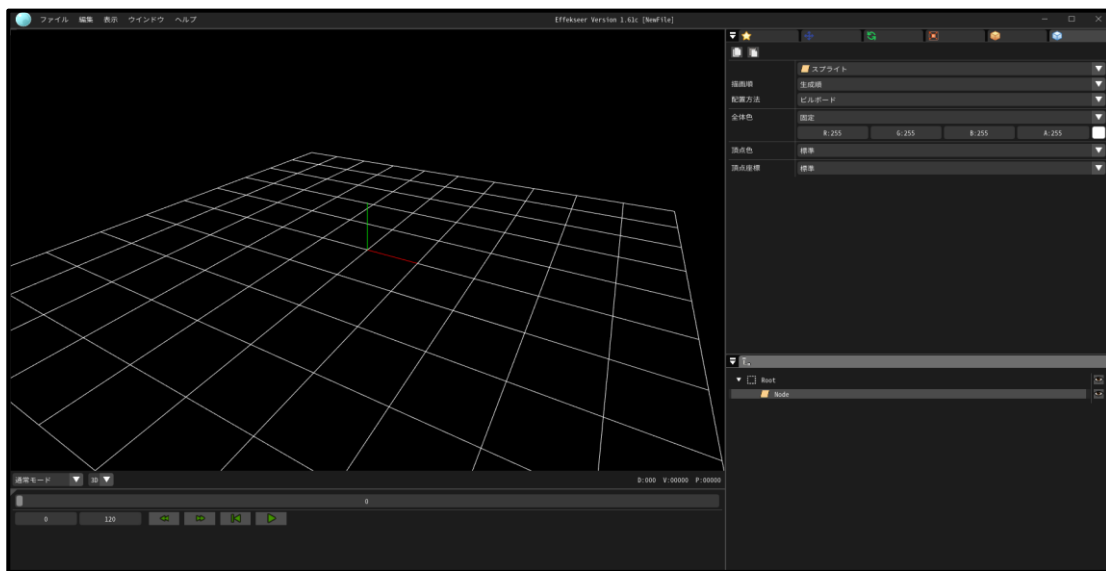 ファイル 編集 表示 ウインドウ ヘルプ
Effekseer Version 1.61c [NewFile]
スプライト
描画順 生成順
配置方法 ビルボード
全体色 固定
R:255 G:255 B:255 A:255
頂点色 標準
頂点座標 標準
Root
Node
通常モード 3D
D:000 V:00000 P:00000
0
0 120